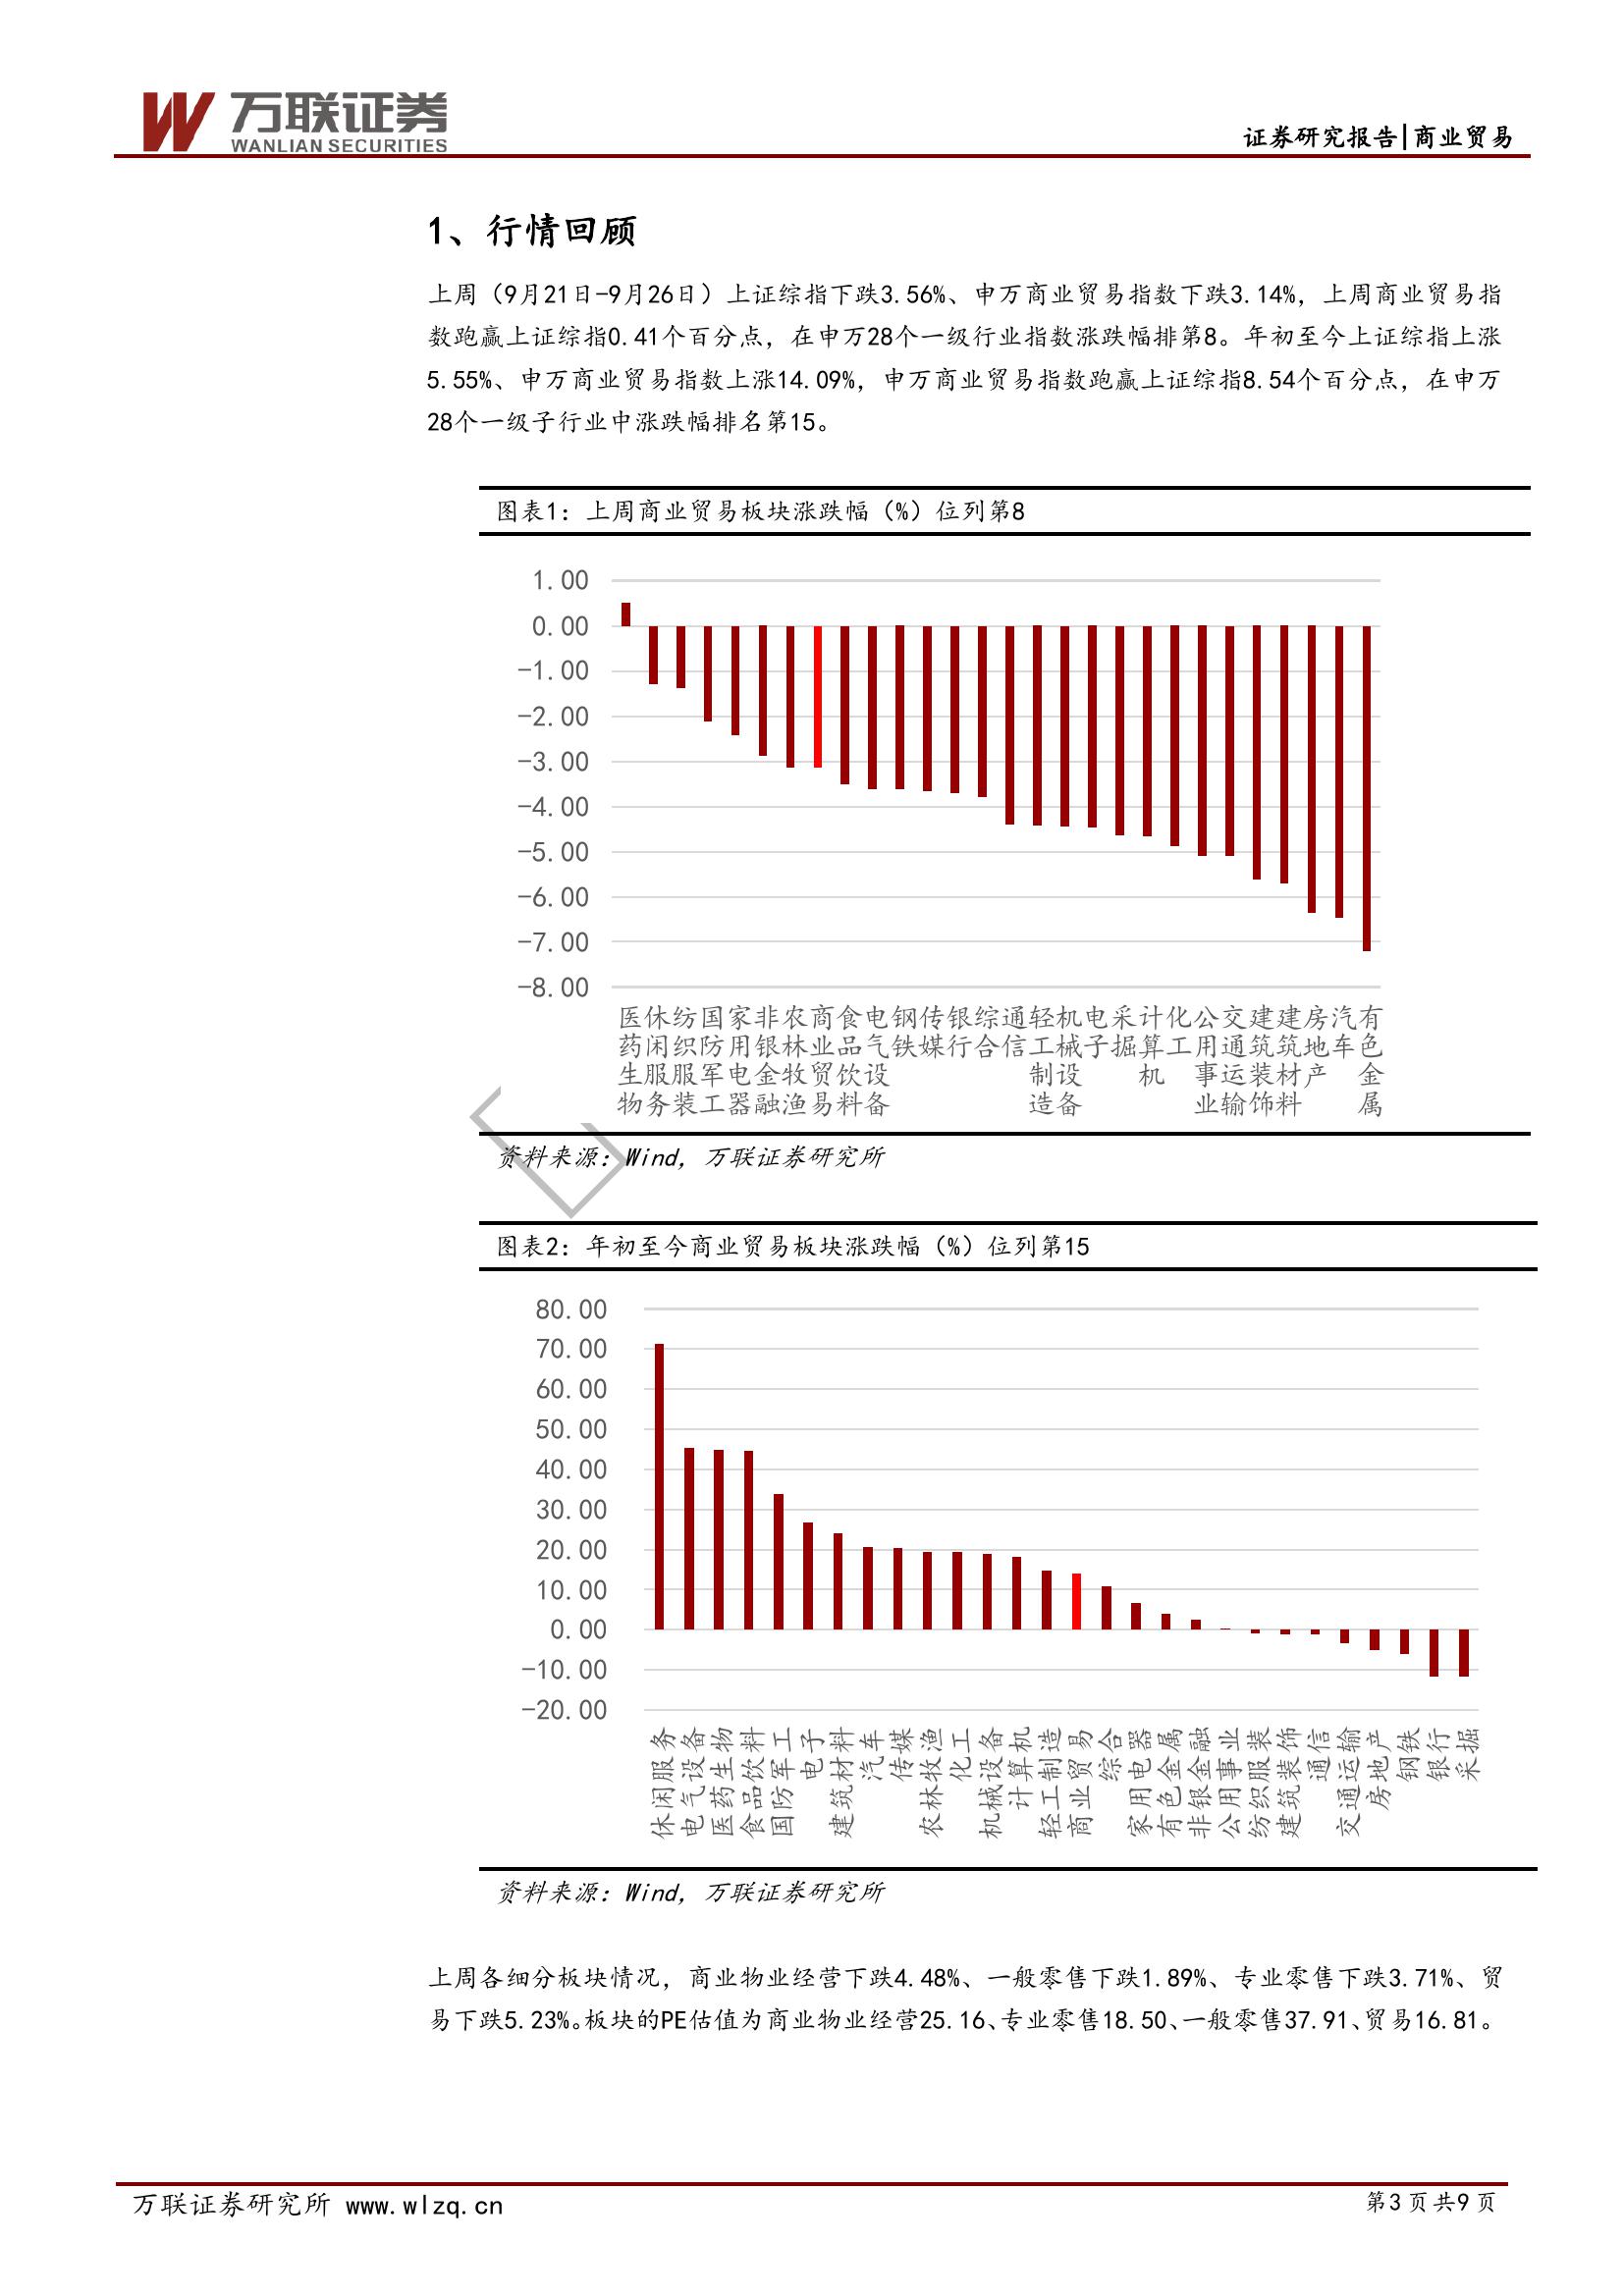 万联证券
WANLIAN SECURITIES
证券研究报告|商业贸易
1、行情回顾
上周（9月21日-9月26日）上证综指下跌3.56%、申万商业贸易指数下跌3.14%，上周商业贸易指
数跑赢上证综指0.41个百分点，在申万28个一级行业指数涨跌幅排第8。年初至今上证综指上涨
5.55%、申万商业贸易指数上涨14.09%，申万商业贸易指数跑赢上证综指8.54个百分点，在申万
28个一级子行业中涨跌幅排名第15。
图表1：上周商业贸易板块涨跌幅（%）位列第8
1.00
0.00
-1.00
-2.00
-3.00
-4.00
-5.00
-6.00
-7.00
-8.00
医药生物
休闲服务
纺织服装
国防军工
家用电器
非银金融
农林牧渔
商业贸易
食品饮料
电气设备
钢铁
传媒
银行
综合
通信
轻工制造
机械设备
电子
采掘
计算机
化工
公用事业
交通运输
建筑装饰
建筑材料
房地产
汽车
有色金属
资料来源：Wind，万联证券研究所
图表2：年初至今商业贸易板块涨跌幅（%）位列第15
80.00
70.00
60.00
50.00
40.00
30.00
20.00
10.00
0.00
-10.00
-20.00
休闲服务
电气设备
医药生物
食品饮料
国防军工
电子
建筑材料
汽车
传媒
农林牧渔
化工
机械设备
计算机
轻工制造
商业贸易
综合
家用电器
有色金属
非银金融
公用事业
纺织服装
建筑装饰
通信
交通运输
房地产
钢铁
银行
采掘
资料来源：Wind，万联证券研究所
上周各细分板块情况，商业物业经营下跌4.48%、一般零售下跌1.89%、专业零售下跌3.71%、贸
易下跌5.23%。板块的PE估值为商业物业经营25.16、专业零售18.50、一般零售37.91、贸易16.81。
万联证券研究所 www.wlzq.cn
第3页共9页